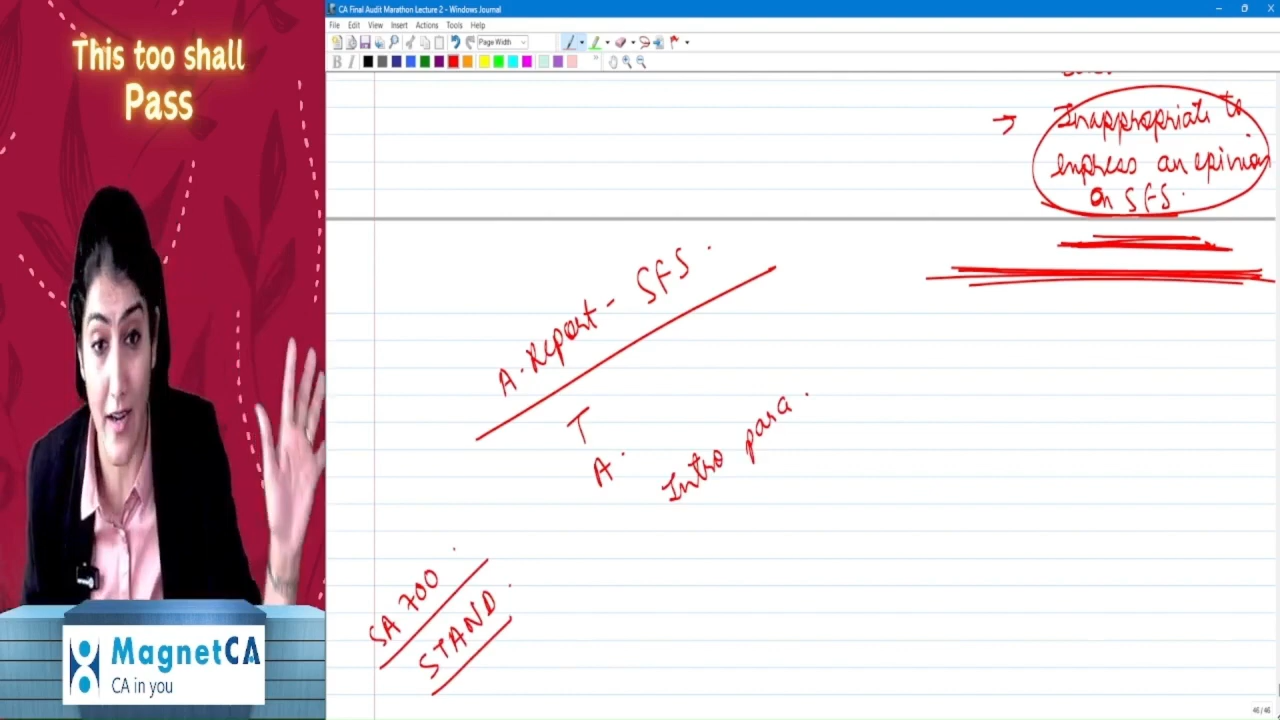 This too shall
Pass
CA Final Audit Marathon Lecture 2 - Windows Journal
File Edit View Insert Actions Tools Help
Page Width
B I
→ Inappropriate to
express an opinion
on SFS.
A. Report - SFS.
T
A.
Intro para.
SA 700
STAND.
MagnetCA
CA in you
46 / 46